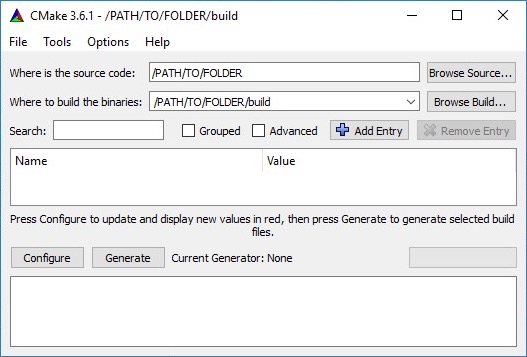 CMake 3.6.1 - /PATH/TO/FOLDER/build
File Tools Options Help
Where is the source code: /PATH/TO/FOLDER Browse Source...
Where to build the binaries: /PATH/TO/FOLDER/build Browse Build...
Search: Grouped Advanced Add Entry Remove Entry
Name Value
Press Configure to update and display new values in red, then press Generate to generate selected build
files.
Configure Generate Current Generator: None